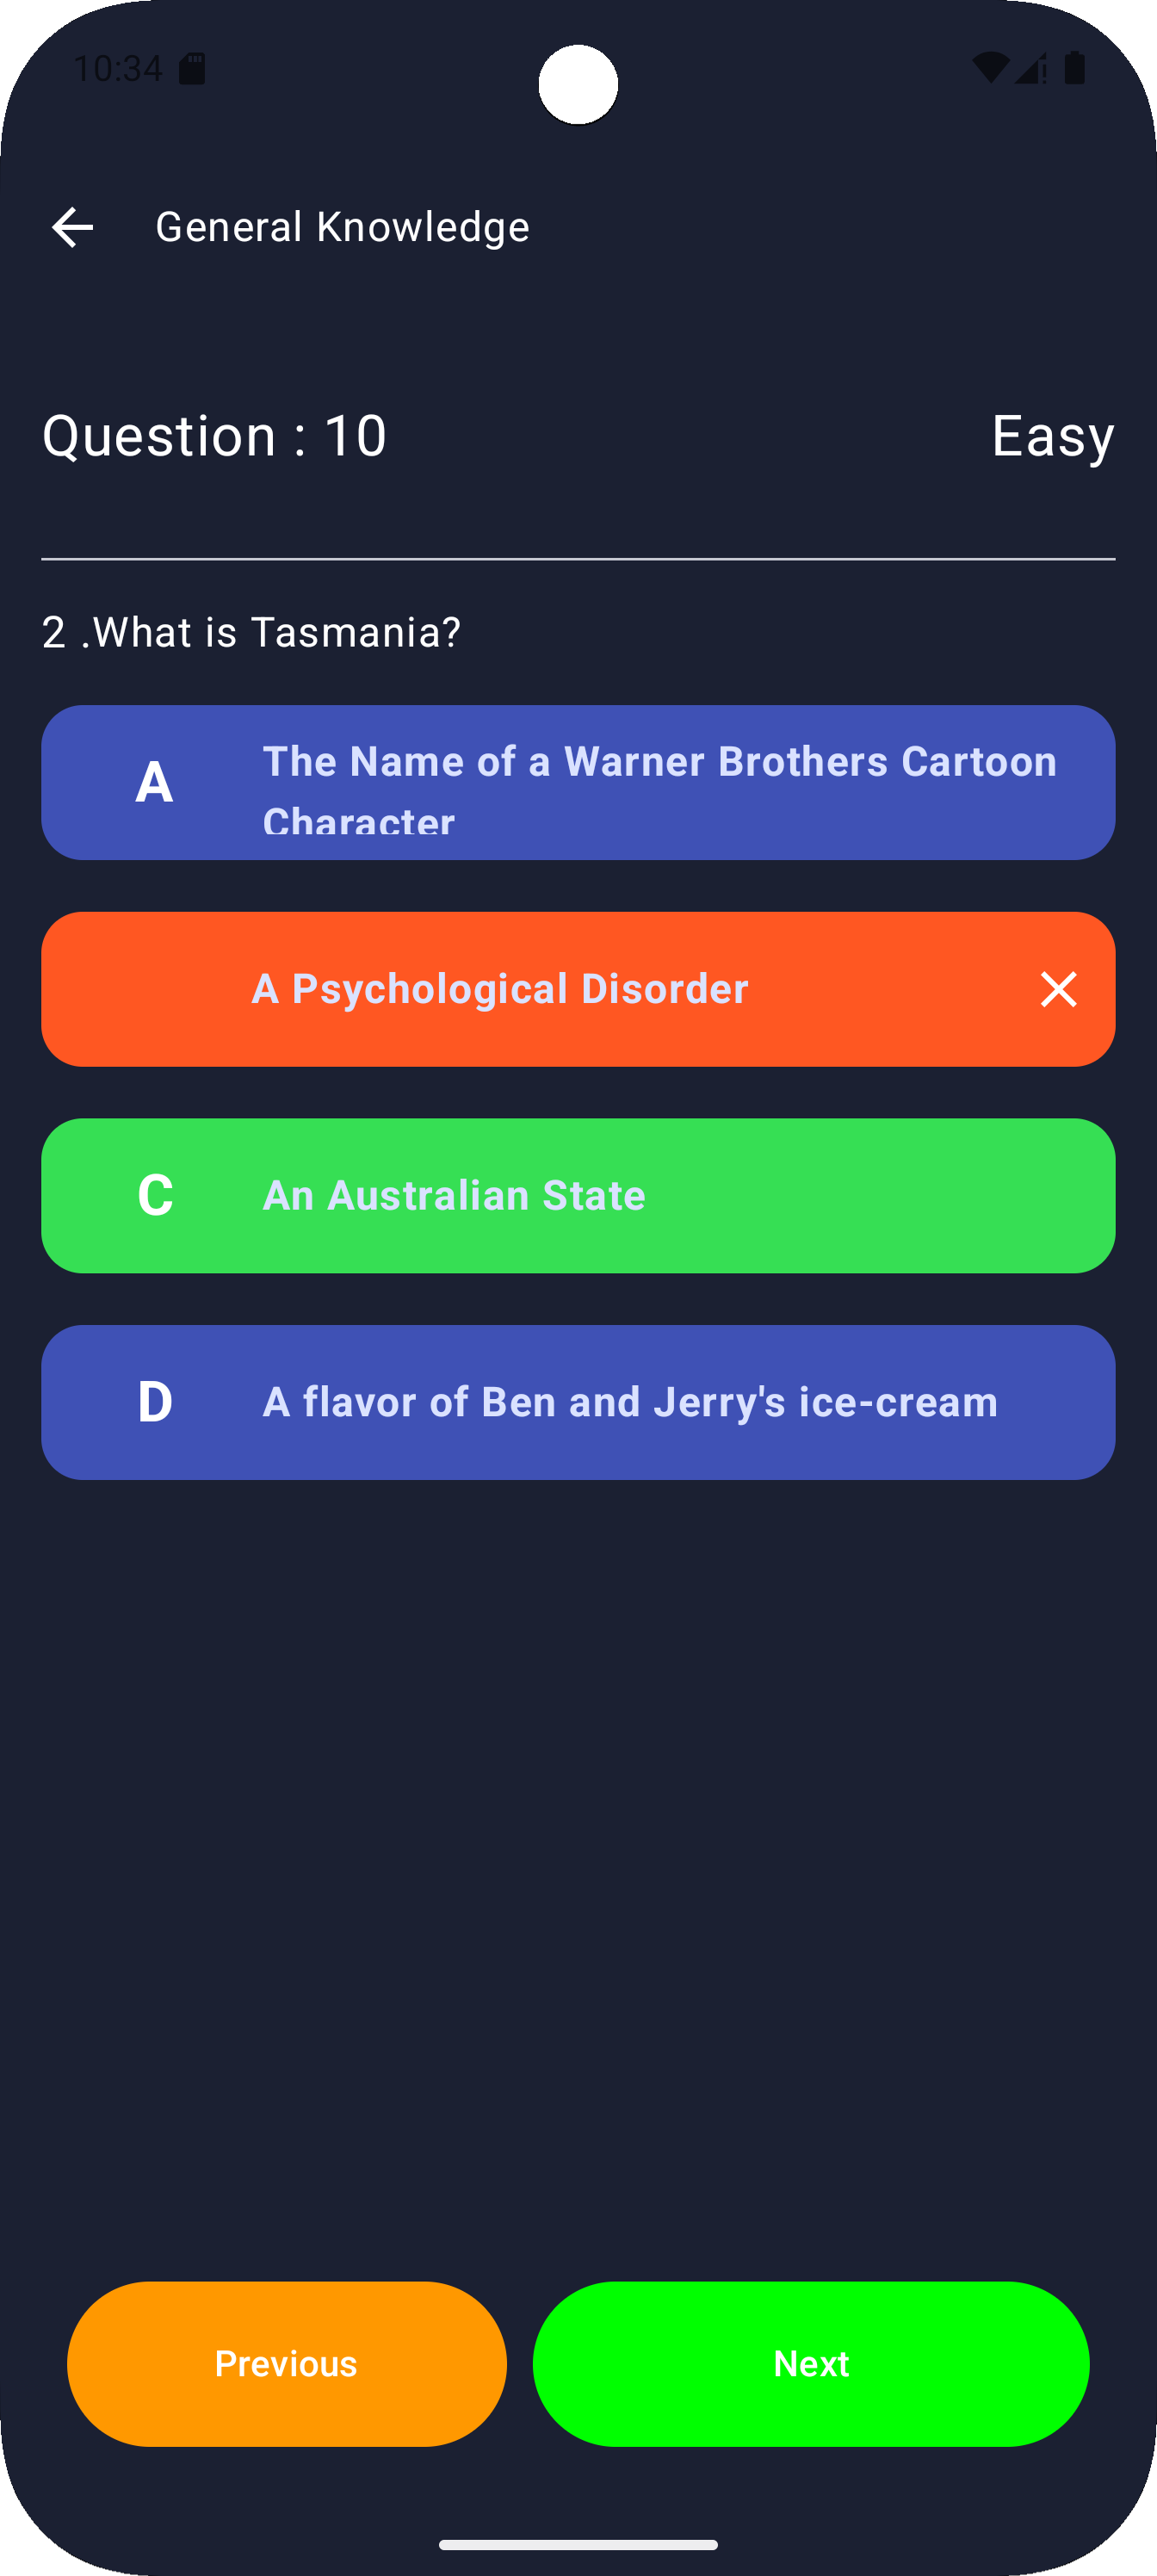 10:34
General Knowledge
Question : 10
Easy
2 .What is Tasmania?
A
The Name of a Warner Brothers Cartoon
Character
A Psychological Disorder
C
An Australian State
D
A flavor of Ben and Jerry's ice-cream
Previous
Next